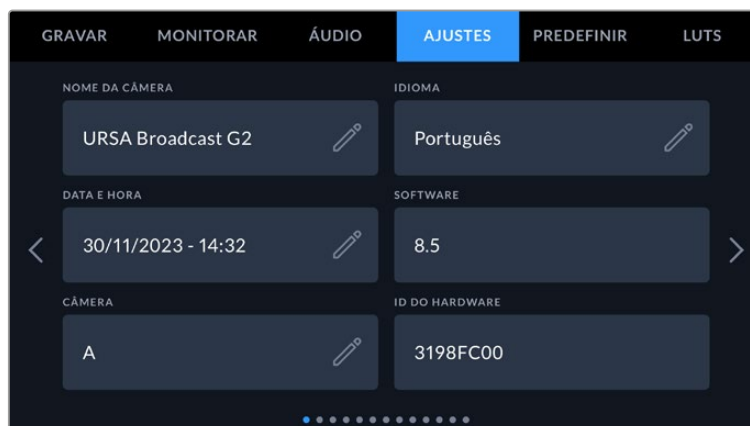 GRAVAR MONITORAR ÁUDIO AJUSTES PREDEFINIR LUTS
NOME DA CÂMERA IDIOMA
URSA Broadcast G2 Português
DATA E HORA SOFTWARE
30/11/2023 - 14:32 8.5
CÂMERA ID DO HARDWARE
A 3198FC00